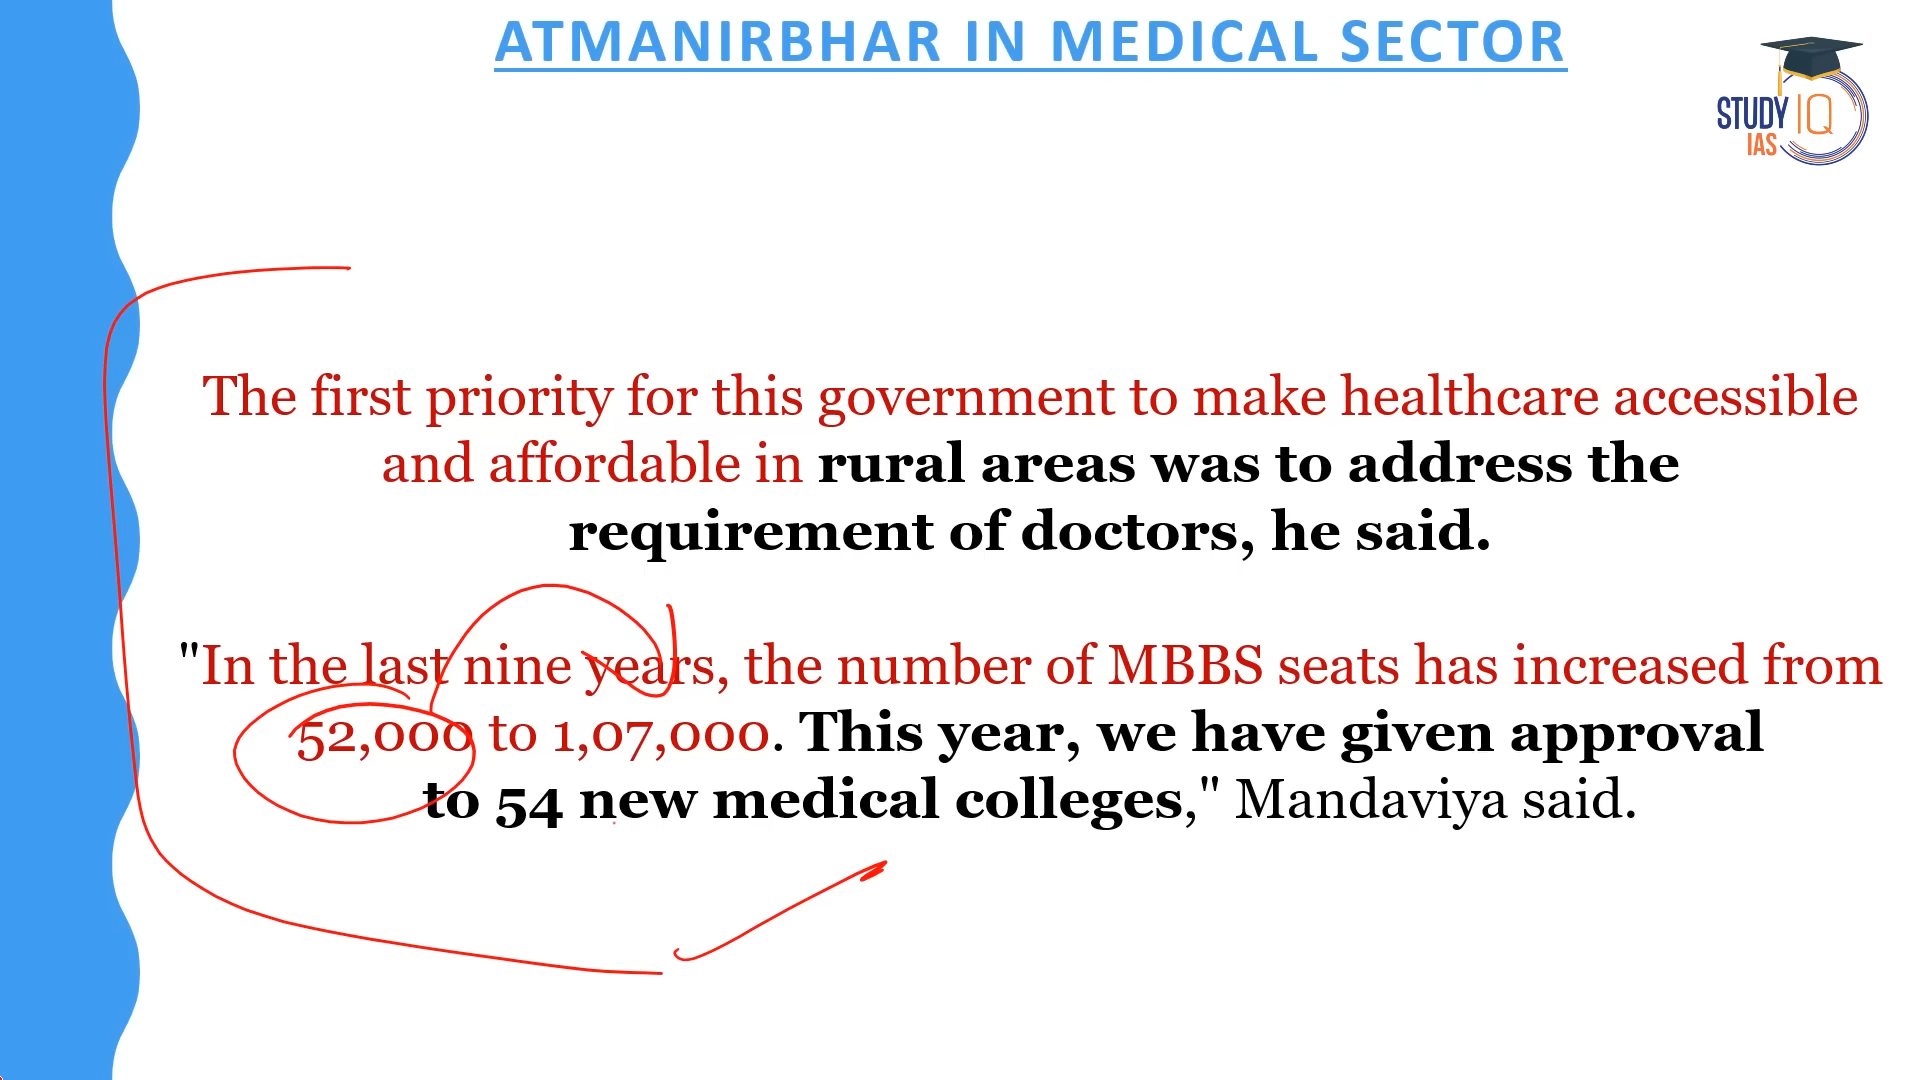 ATMANIRBHAR IN MEDICAL SECTOR
STUDY IQ
IAS
The first priority for this government to make healthcare accessible
and affordable in rural areas was to address the
requirement of doctors, he said.
"In the last nine years, the number of MBBS seats has increased from
52,000 to 1,07,000. This year, we have given approval
to 54 new medical colleges," Mandaviya said.